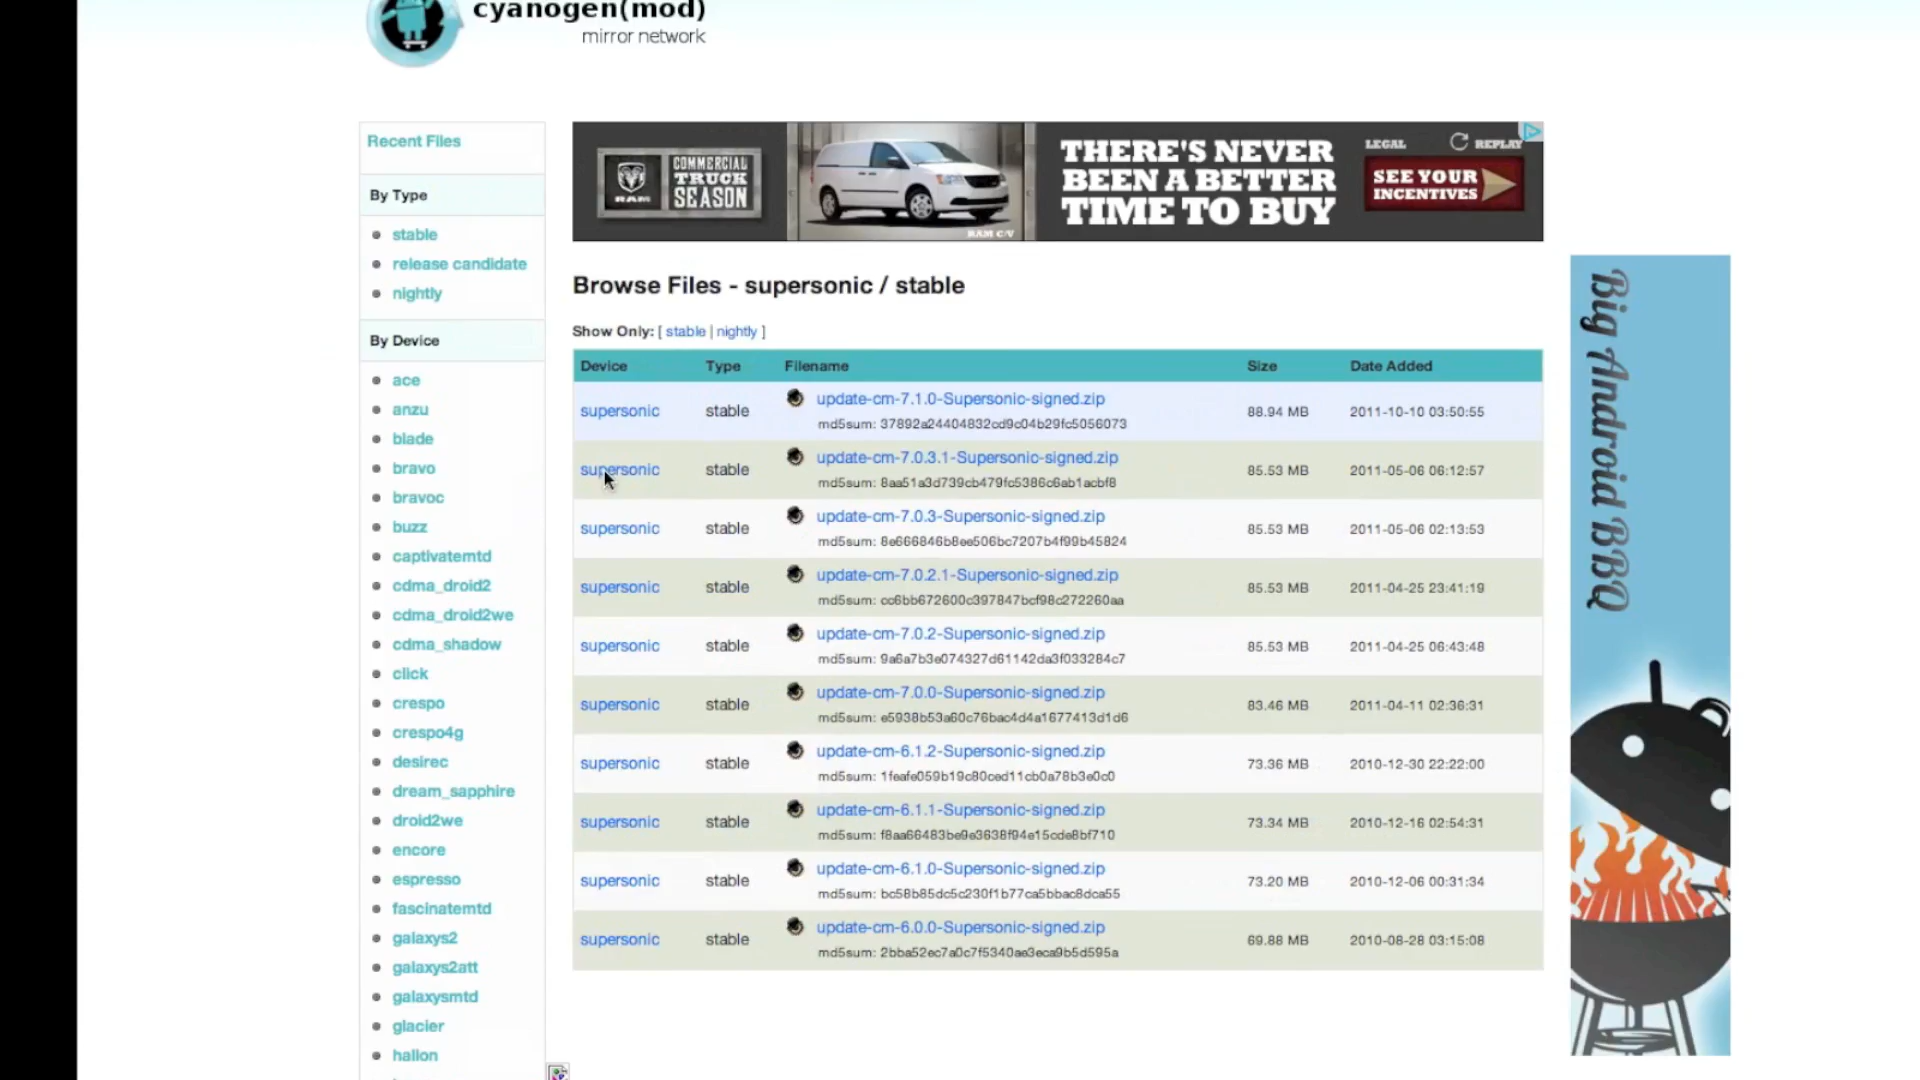 cyanogen(mod)
mirror network
Recent Files
By Type
stable
release candidate
nightly
By Device
ace
anzu
blade
bravo
bravoc
buzz
captivatemtd
cdma_droid2
cdma_droid2we
cdma_shadow
click
crespo
crespo4g
desirec
dream_sapphire
droid2we
encore
espresso
fascinatemtd
galaxys2
galaxys2att
galaxysmtd
glacier
hallon
RAM
COMMERCIAL
TRUCK
SEASON
RAM C/V
THERE'S NEVER
BEEN A BETTER
TIME TO BUY
LEGAL REPLAY
SEE YOUR
INCENTIVES
Browse Files - supersonic / stable
Show Only: [ stable | nightly ]
Device Type Filename Size Date Added
supersonic stable update-cm-7.1.0-Supersonic-signed.zip 88.94 MB 2011-10-10 03:50:55
md5sum: 37892a24404832cd9c04b29fc5056073
supersonic stable update-cm-7.0.3.1-Supersonic-signed.zip 85.53 MB 2011-05-06 06:12:57
md5sum: 8aa51a3d739cb479fc5386c6ab1acbf8
supersonic stable update-cm-7.0.3-Supersonic-signed.zip 85.53 MB 2011-05-06 02:13:53
md5sum: 8e666846b8ee506bc7207b4f99b45824
supersonic stable update-cm-7.0.2.1-Supersonic-signed.zip 85.53 MB 2011-04-25 23:41:19
md5sum: cc6bb672600c397847bcf98c272260aa
supersonic stable update-cm-7.0.2-Supersonic-signed.zip 85.53 MB 2011-04-25 06:43:48
md5sum: 9a6a7b3e074327d61142da3f033284c7
supersonic stable update-cm-7.0.0-Supersonic-signed.zip 83.46 MB 2011-04-11 02:36:31
md5sum: e5938b53a60c76bac4d4a1677413d1d6
supersonic stable update-cm-6.1.2-Supersonic-signed.zip 73.36 MB 2010-12-30 22:22:00
md5sum: 1feafe059b19c80ced11cb0a78b3e0c0
supersonic stable update-cm-6.1.1-Supersonic-signed.zip 73.34 MB 2010-12-16 02:54:31
md5sum: f8aa66483be9e3638f94e15cde8bf710
supersonic stable update-cm-6.1.0-Supersonic-signed.zip 73.20 MB 2010-12-06 00:31:34
md5sum: bc58b85dc5c230f1b77ca5bbac8dca55
supersonic stable update-cm-6.0.0-Supersonic-signed.zip 69.88 MB 2010-08-28 03:15:08
md5sum: 2bba52ec7a0c7f5340ae3eca9b5d595a
Big Android BBQ